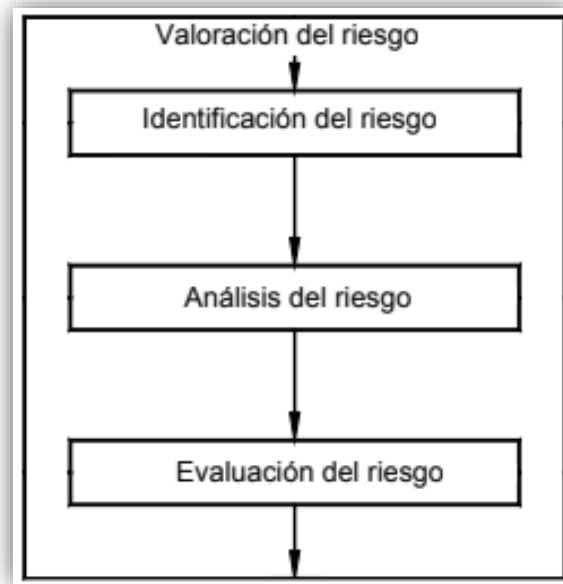 Valoración del riesgo
Identificación del riesgo
Análisis del riesgo
Evaluación del riesgo